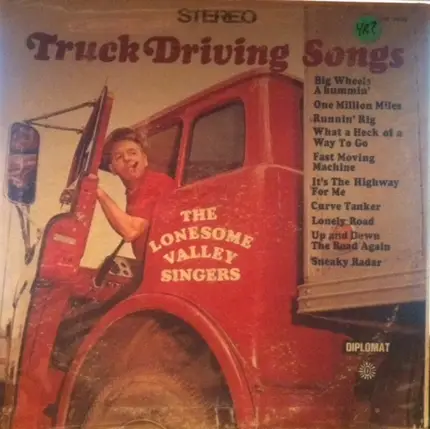 STEREO
Truck Driving Songs
Big Wheels
A hummin'
One Million Miles
Runnin' Rig
What a Heck of a
Way To Go
Fast Moving
Machine
It's The Highway
For Me
Curve Tanker
Lonely Road
Up and Down
The Road Again
Sneaky Radar
THE
LONESOME
VALLEY
SINGERS
DIPLOMAT